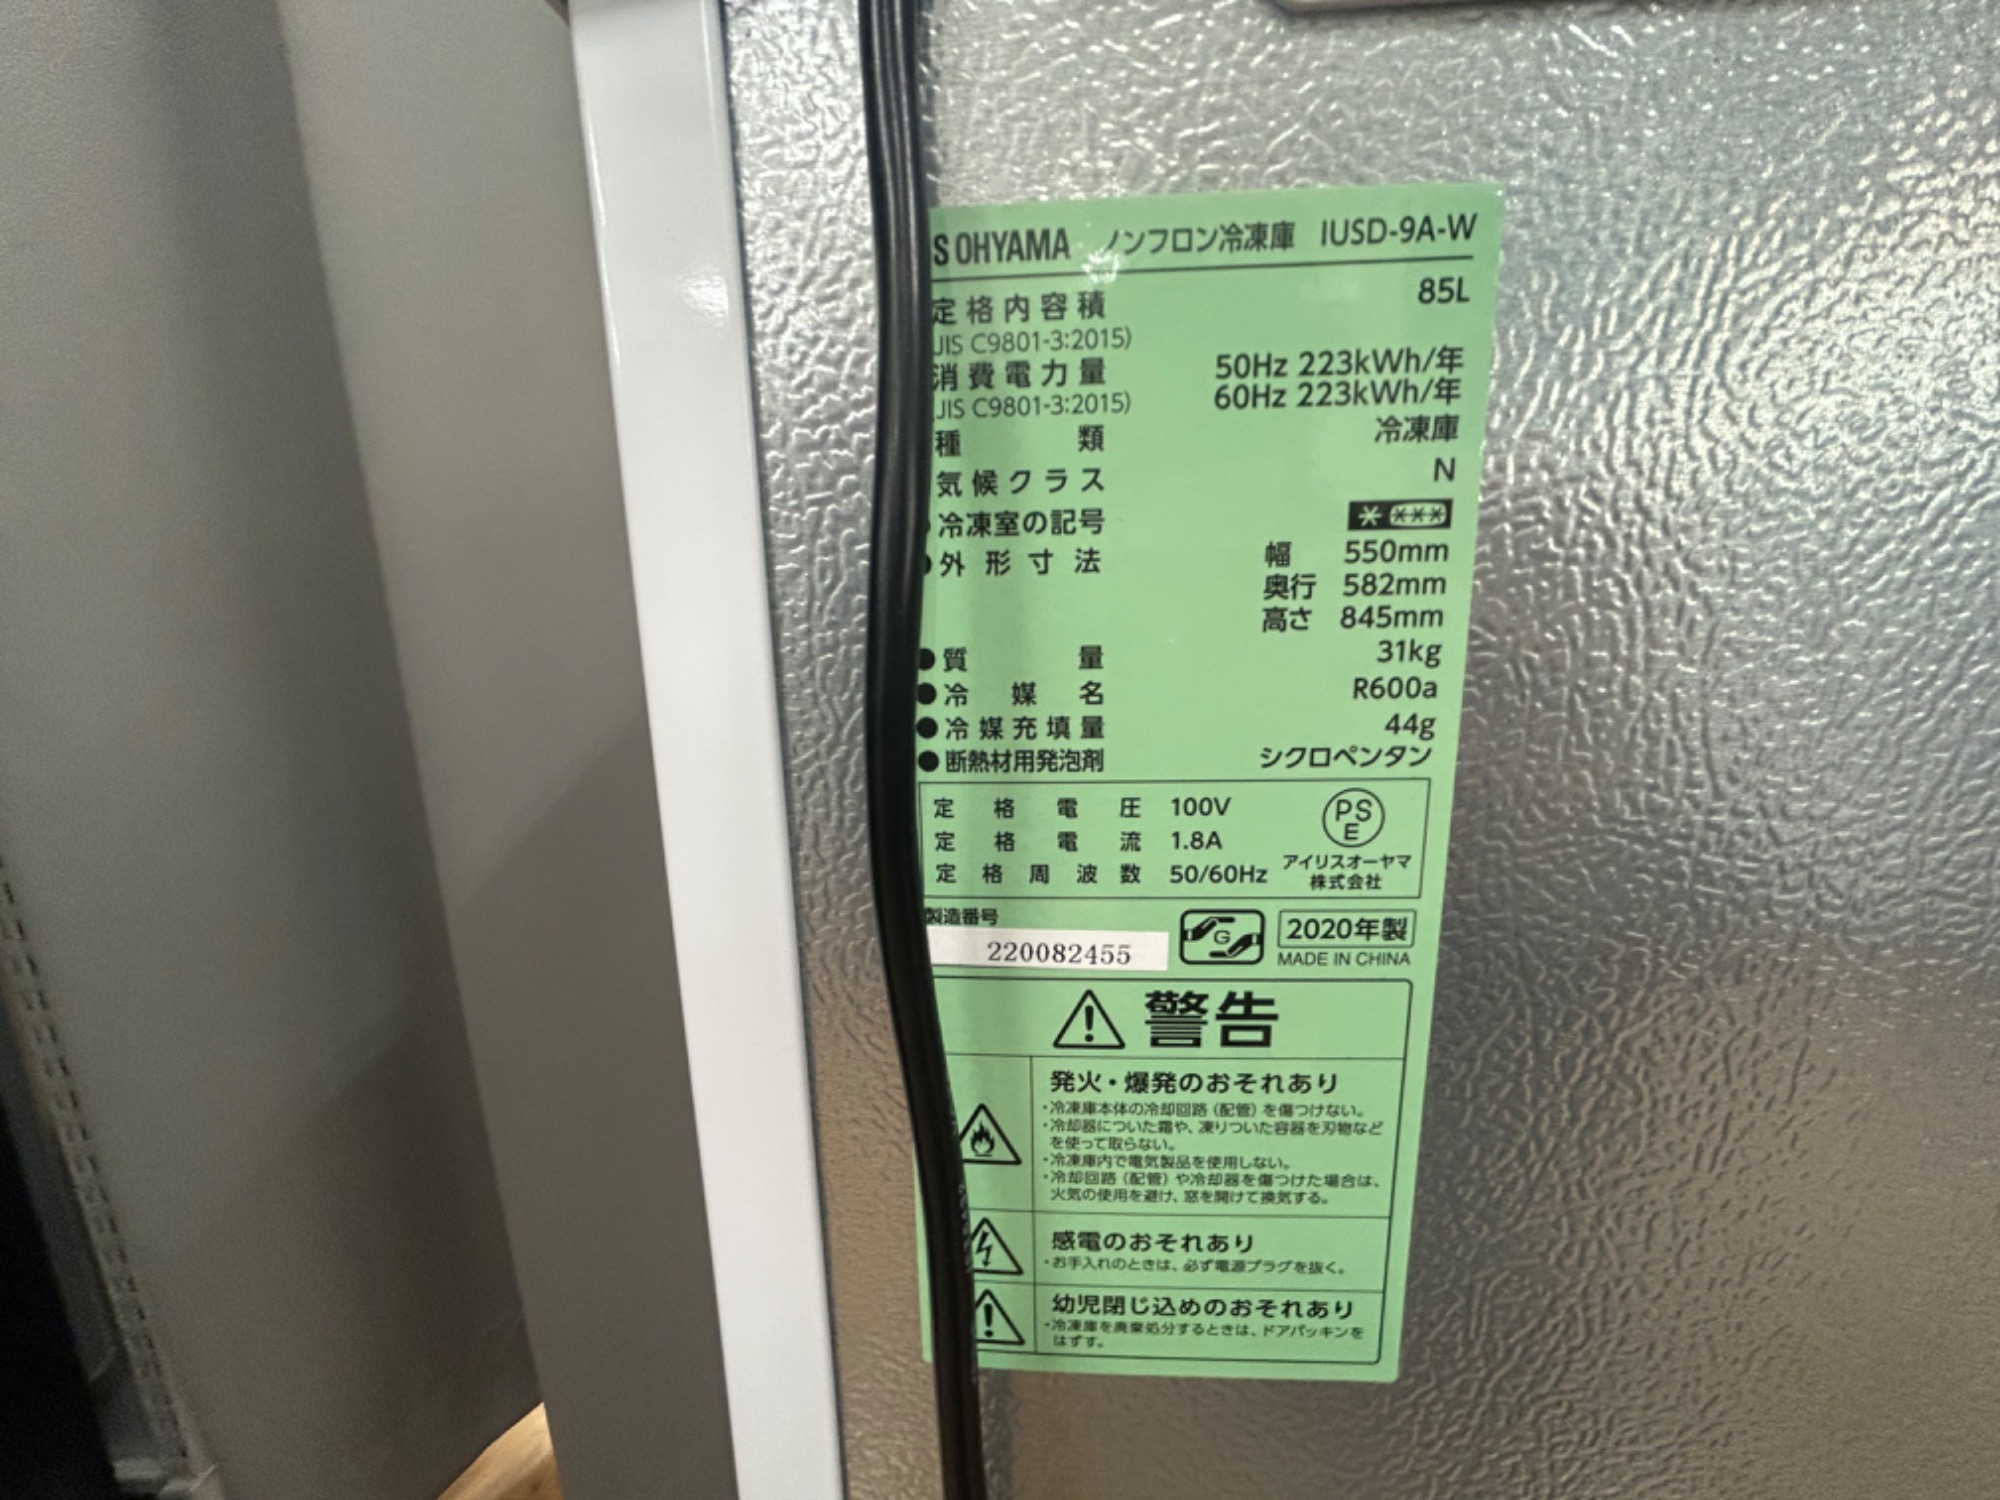 S OHYAMA ノンフロン冷凍庫 IUSD-9A-W
定格内容積 85L
JIS C9801-3:2015)
消費電力量 50Hz 223kWh/年
JIS C9801-3:2015) 60Hz 223kWh/年
種類 冷凍庫
気候クラス N
冷凍室の記号 * ***
外形寸法 幅 550mm
奥行 582mm
高さ 845mm
●質量 31kg
●冷媒名 R600a
●冷媒充填量 44g
●断熱材用発泡剤 シクロペンタン
定格電圧 100V
定格電流 1.8A
定格周波数 50/60Hz
PS
E
アイリスオーヤマ
株式会社
製造番号
220082455
G
2020年製
MADE IN CHINA
警告
発火・爆発のおそれあり
・冷凍庫本体の冷却回路(配管)を傷つけない。
・冷却器についた霜や、凍りついた容器を刃物など
を使って取らない。
・冷凍庫内で電気製品を使用しない。
・冷却回路(配管)や冷却器を傷つけた場合は、
火気の使用を避け、窓を開けて換気する。
感電のおそれあり
・お手入れのときは、必ず電源プラグを抜く。
幼児閉じ込めのおそれあり
・冷凍庫を廃棄処分するときは、ドアパッキンを
はずす。